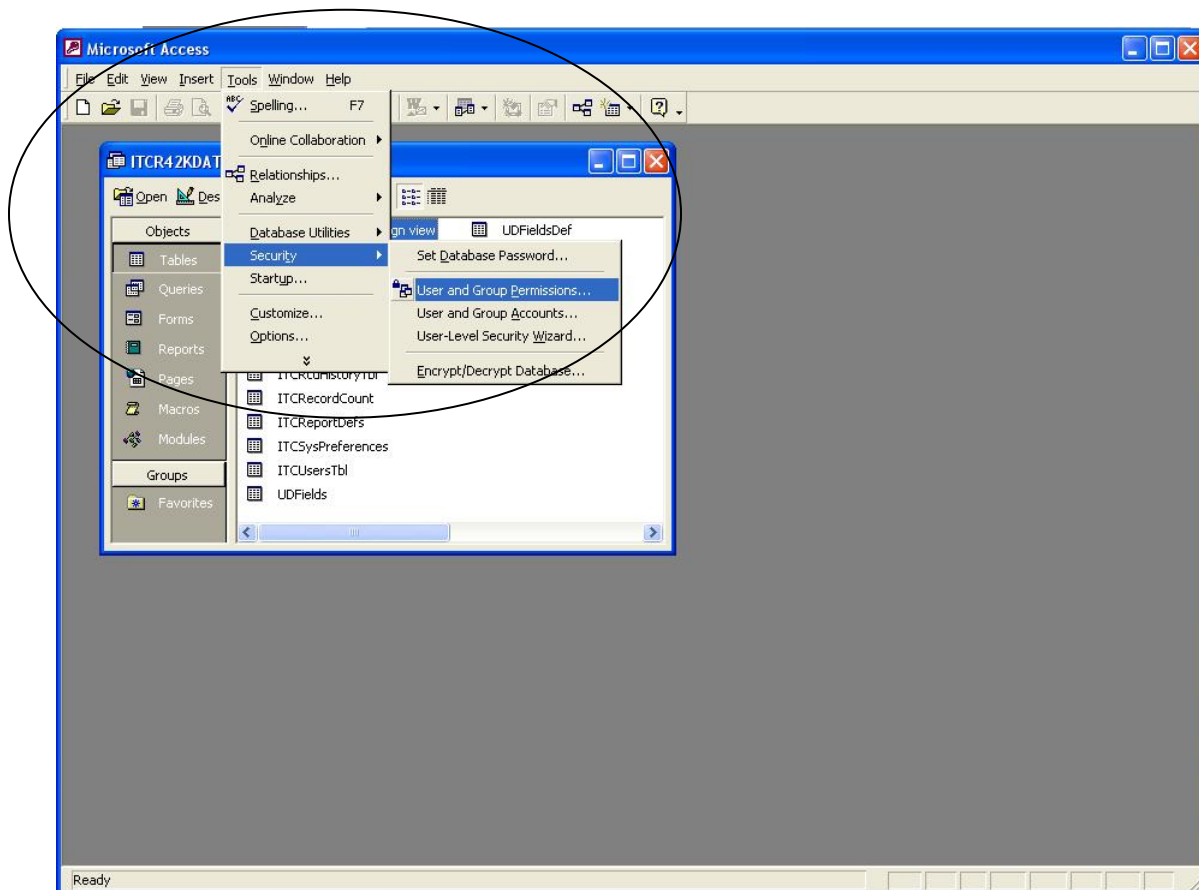 Microsoft Access
File Edit View Insert Tools Window Help
ABC Spelling... F7
Online Collaboration
Relationships...
Analyze
Database Utilities
Security
Startup...
Customize...
Options...
Set Database Password...
User and Group Permissions...
User and Group Accounts...
User-Level Security Wizard...
Encrypt/Decrypt Database...
ITCR42KDAT
Open Des
Objects
Tables
Queries
Forms
Reports
Pages
Macros
Modules
Groups
Favorites
gn view UDFieldsDef
ITCRcdHistoryTbl
ITCRecordCount
ITCReportDefs
ITCSysPreferences
ITCUsersTbl
UDFields
Ready